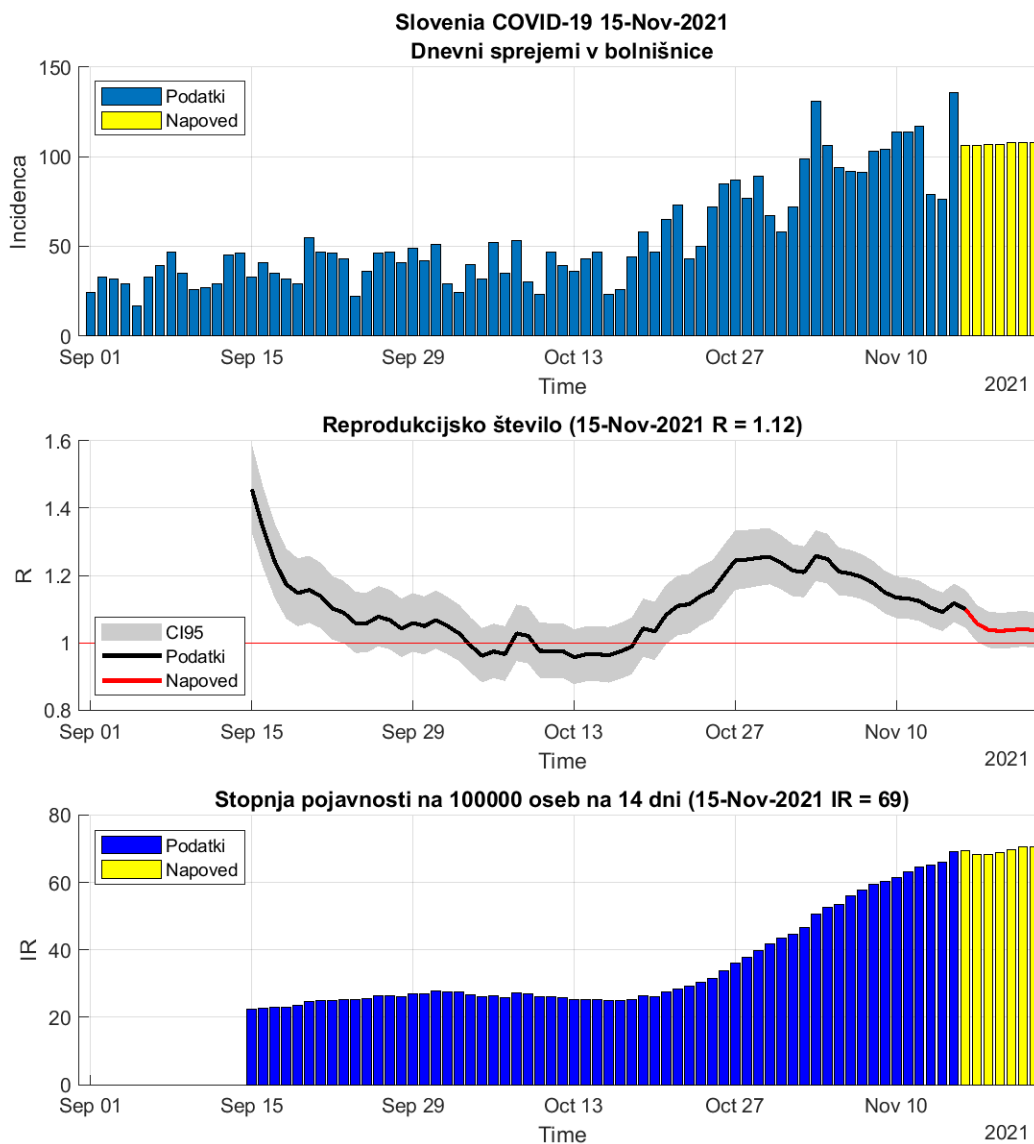 Slovenia COVID-19 15-Nov-2021
Dnevni sprejemi v bolnišnice
150
100
50
0
Incidenca
Podatki
Napoved
Sep 01 Sep 15 Sep 29 Oct 13 Oct 27 Nov 10
Time
2021
Reprodukcijsko število (15-Nov-2021 R = 1.12)
1.6
1.4
1.2
1
0.8
R
CI95
Podatki
Napoved
Sep 01 Sep 15 Sep 29 Oct 13 Oct 27 Nov 10
Time
2021
Stopnja pojavnosti na 100000 oseb na 14 dni (15-Nov-2021 IR = 69)
80
60
40
20
0
IR
Podatki
Napoved
Sep 01 Sep 15 Sep 29 Oct 13 Oct 27 Nov 10
Time
2021